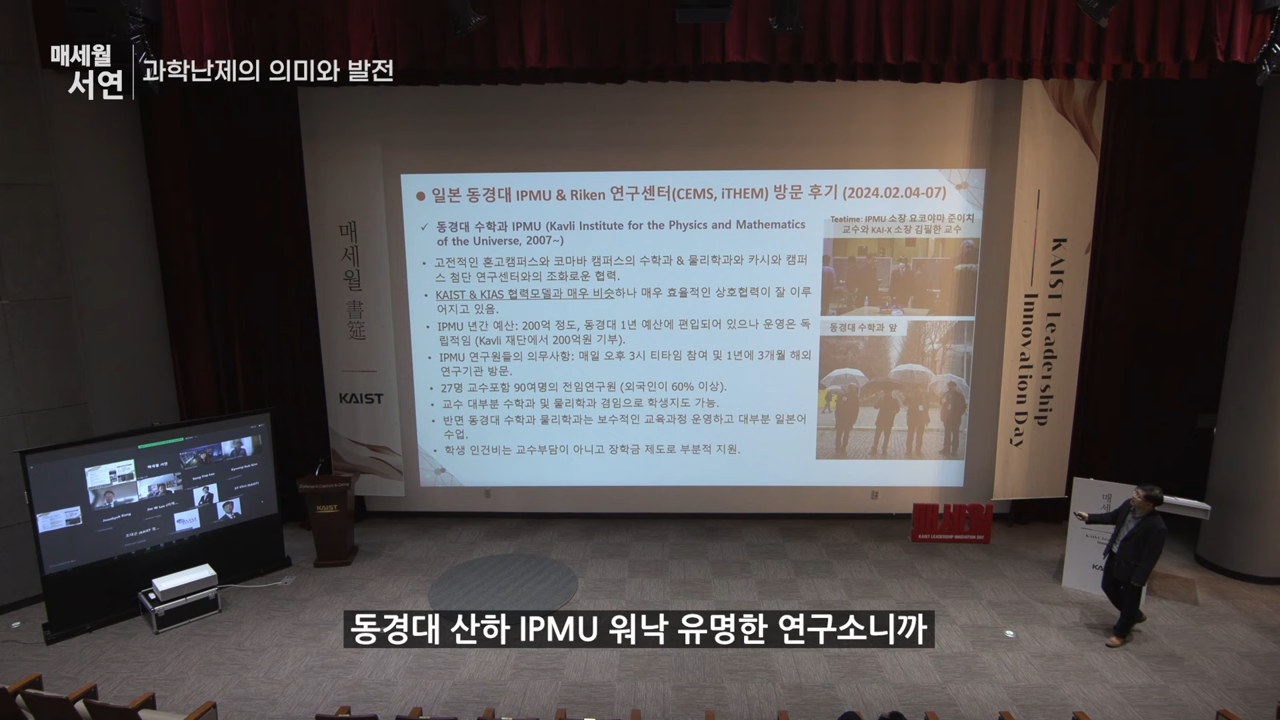 매세월
서연
과학난제의 의미와 발전
● 일본 동경대 IPMU & Riken 연구센터(CEMS, iTHEM) 방문 후기 (2024.02.04-07)
✓ 동경대 수학과 IPMU (Kavli Institute for the Physics and Mathematics
of the Universe, 2007~)
• 고전적인 혼고캠퍼스와 코마바 캠퍼스의 수학과 & 물리학과와 카시와 캠퍼
스 첨단 연구센터와의 조화로운 협력.
• KAIST & KIAS 협력모델과 매우 비슷하나 매우 효율적인 상호협력이 잘 이루
어지고 있음.
• IPMU 년간 예산: 200억 정도, 동경대 1년 예산에 편입되어 있으나 운영은 독
립적임 (Kavli 재단에서 200억원 기부).
• IPMU 연구원들의 의무사항: 매일 오후 3시 티타임 참여 및 1년에 3개월 해외
연구기관 방문.
• 27명 교수포함 90여명의 전임연구원 (외국인이 60% 이상).
• 교수 대부분 수학과 및 물리학과 겸임으로 학생지도 가능.
• 반면 동경대 수학과 물리학과는 보수적인 교육과정 운영하고 대부분 일본어
수업.
• 학생 인건비는 교수부담이 아니고 장학금 제도로 부분적 지원.
Teatime: IPMU 소장 요코야마 준이치
교수와 KAI-X 소장 김필한 교수
동경대 수학과 앞
매세월 書筵
KAIST
KAIST Leadership
Innovation Day
KAIST
매세월
KAIST LEADERSHIP INNOVATION DAY
동경대 산하 IPMU 워낙 유명한 연구소니까